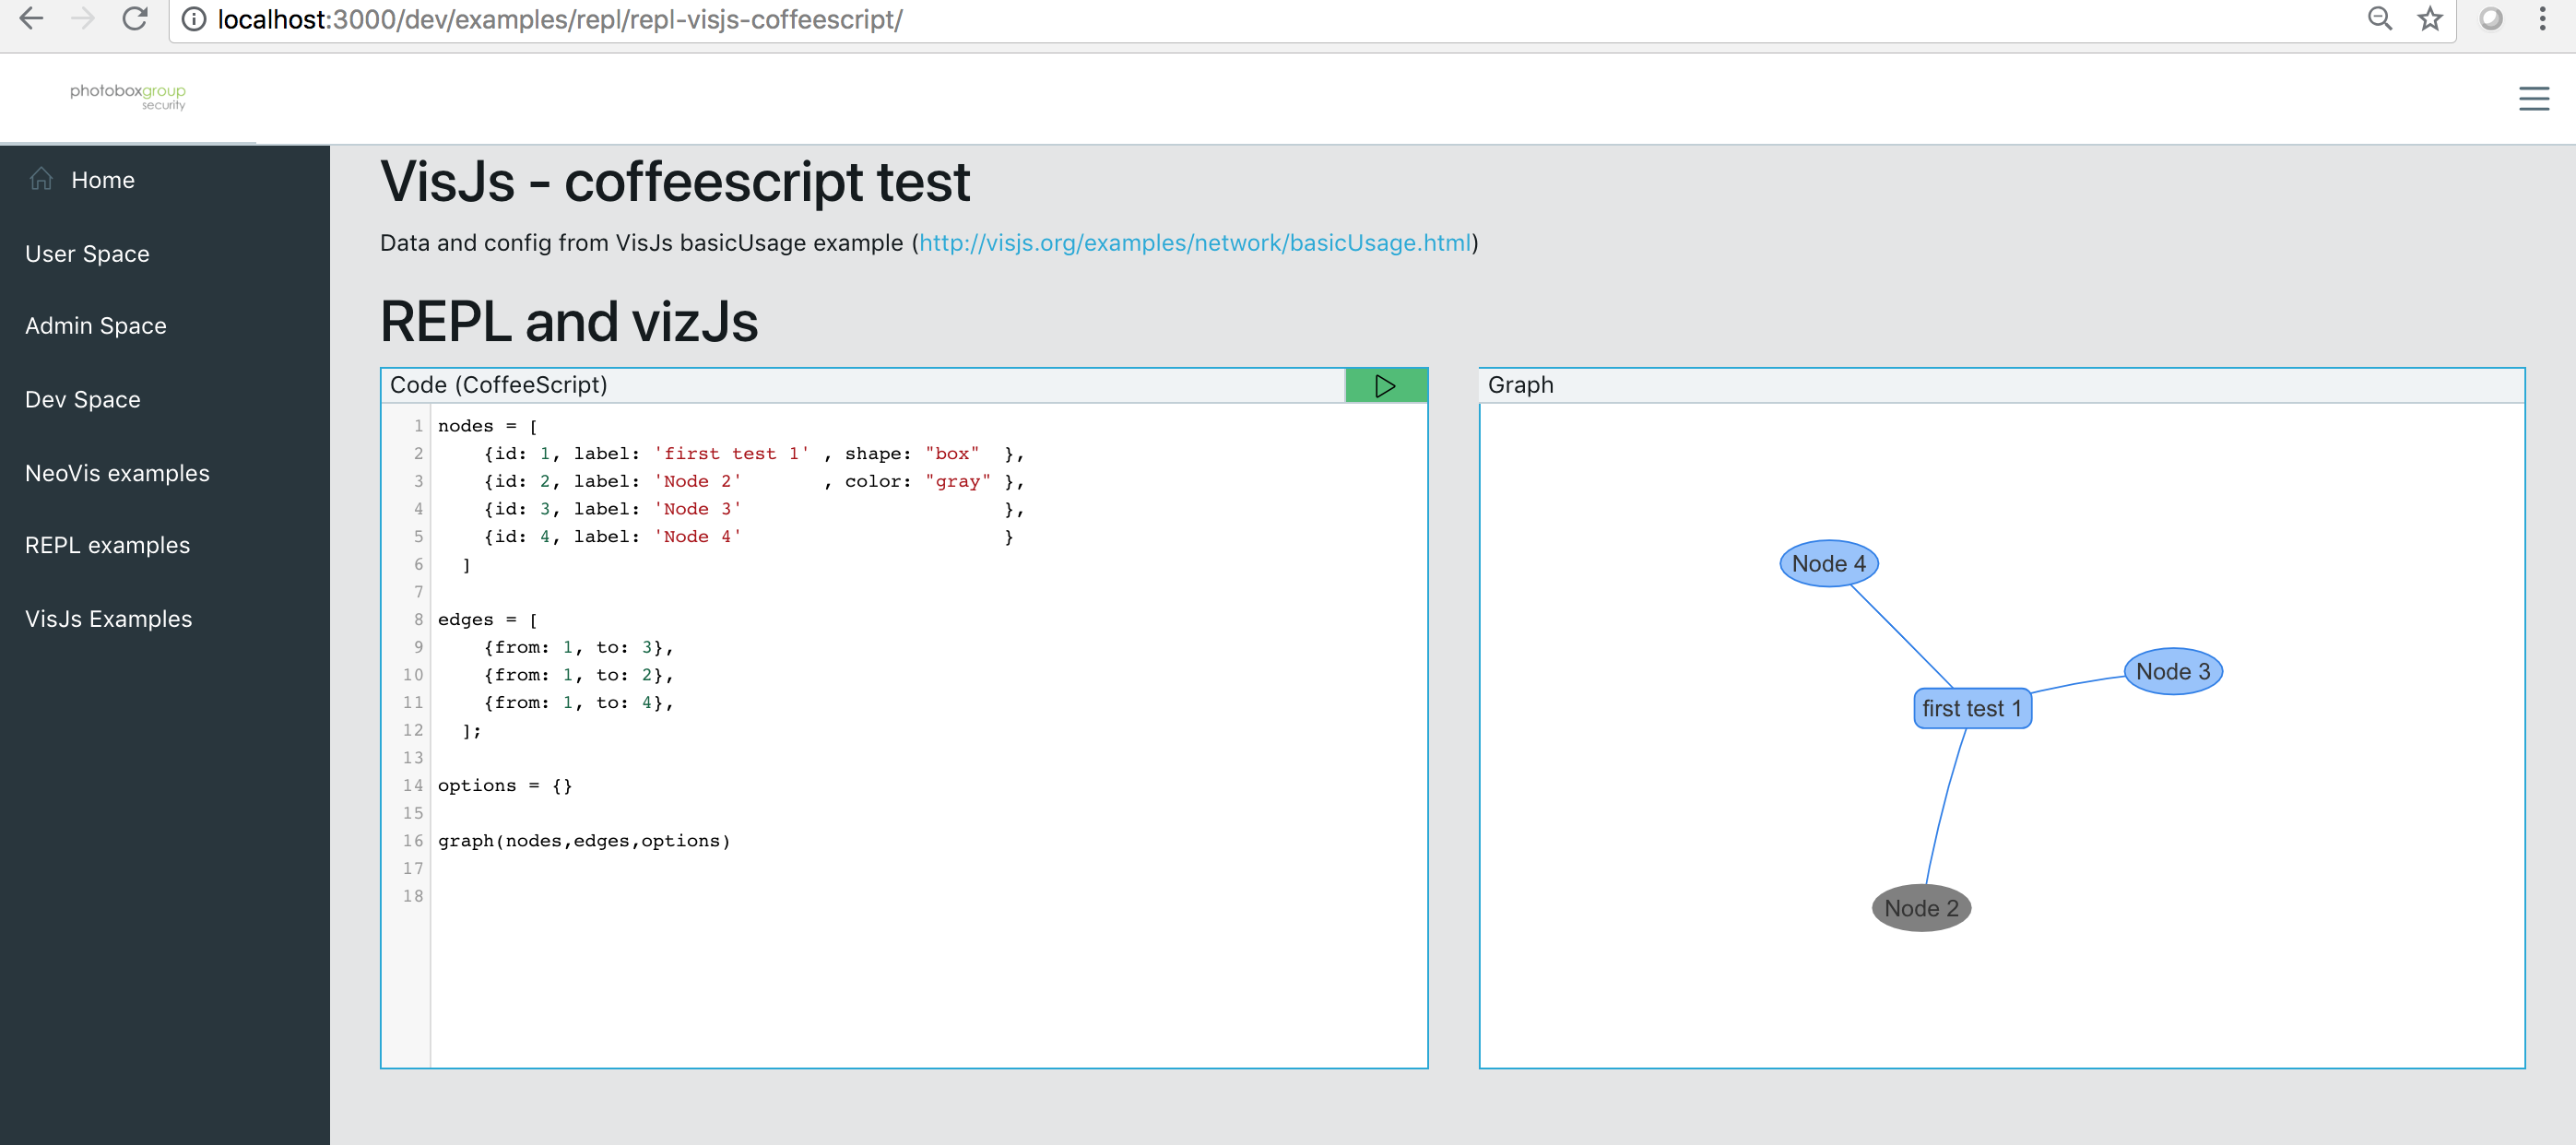 localhost:3000/dev/examples/repl/repl-visjs-coffeescript/
photoboxgroup
security
Home
User Space
Admin Space
Dev Space
NeoVis examples
REPL examples
VisJs Examples
VisJs - coffeescript test
Data and config from VisJs basicUsage example (http://visjs.org/examples/network/basicUsage.html)
REPL and vizJs
Code (CoffeeScript)
1 nodes = [
2     {id: 1, label: 'first test 1' , shape: "box"  },
3     {id: 2, label: 'Node 2'       , color: "gray" },
4     {id: 3, label: 'Node 3'                       },
5     {id: 4, label: 'Node 4'                       }
6   ]
7
8 edges = [
9     {from: 1, to: 3},
10     {from: 1, to: 2},
11     {from: 1, to: 4},
12   ];
13
14 options = {}
15
16 graph(nodes,edges,options)
17
18
Graph
Node 4
Node 3
first test 1
Node 2